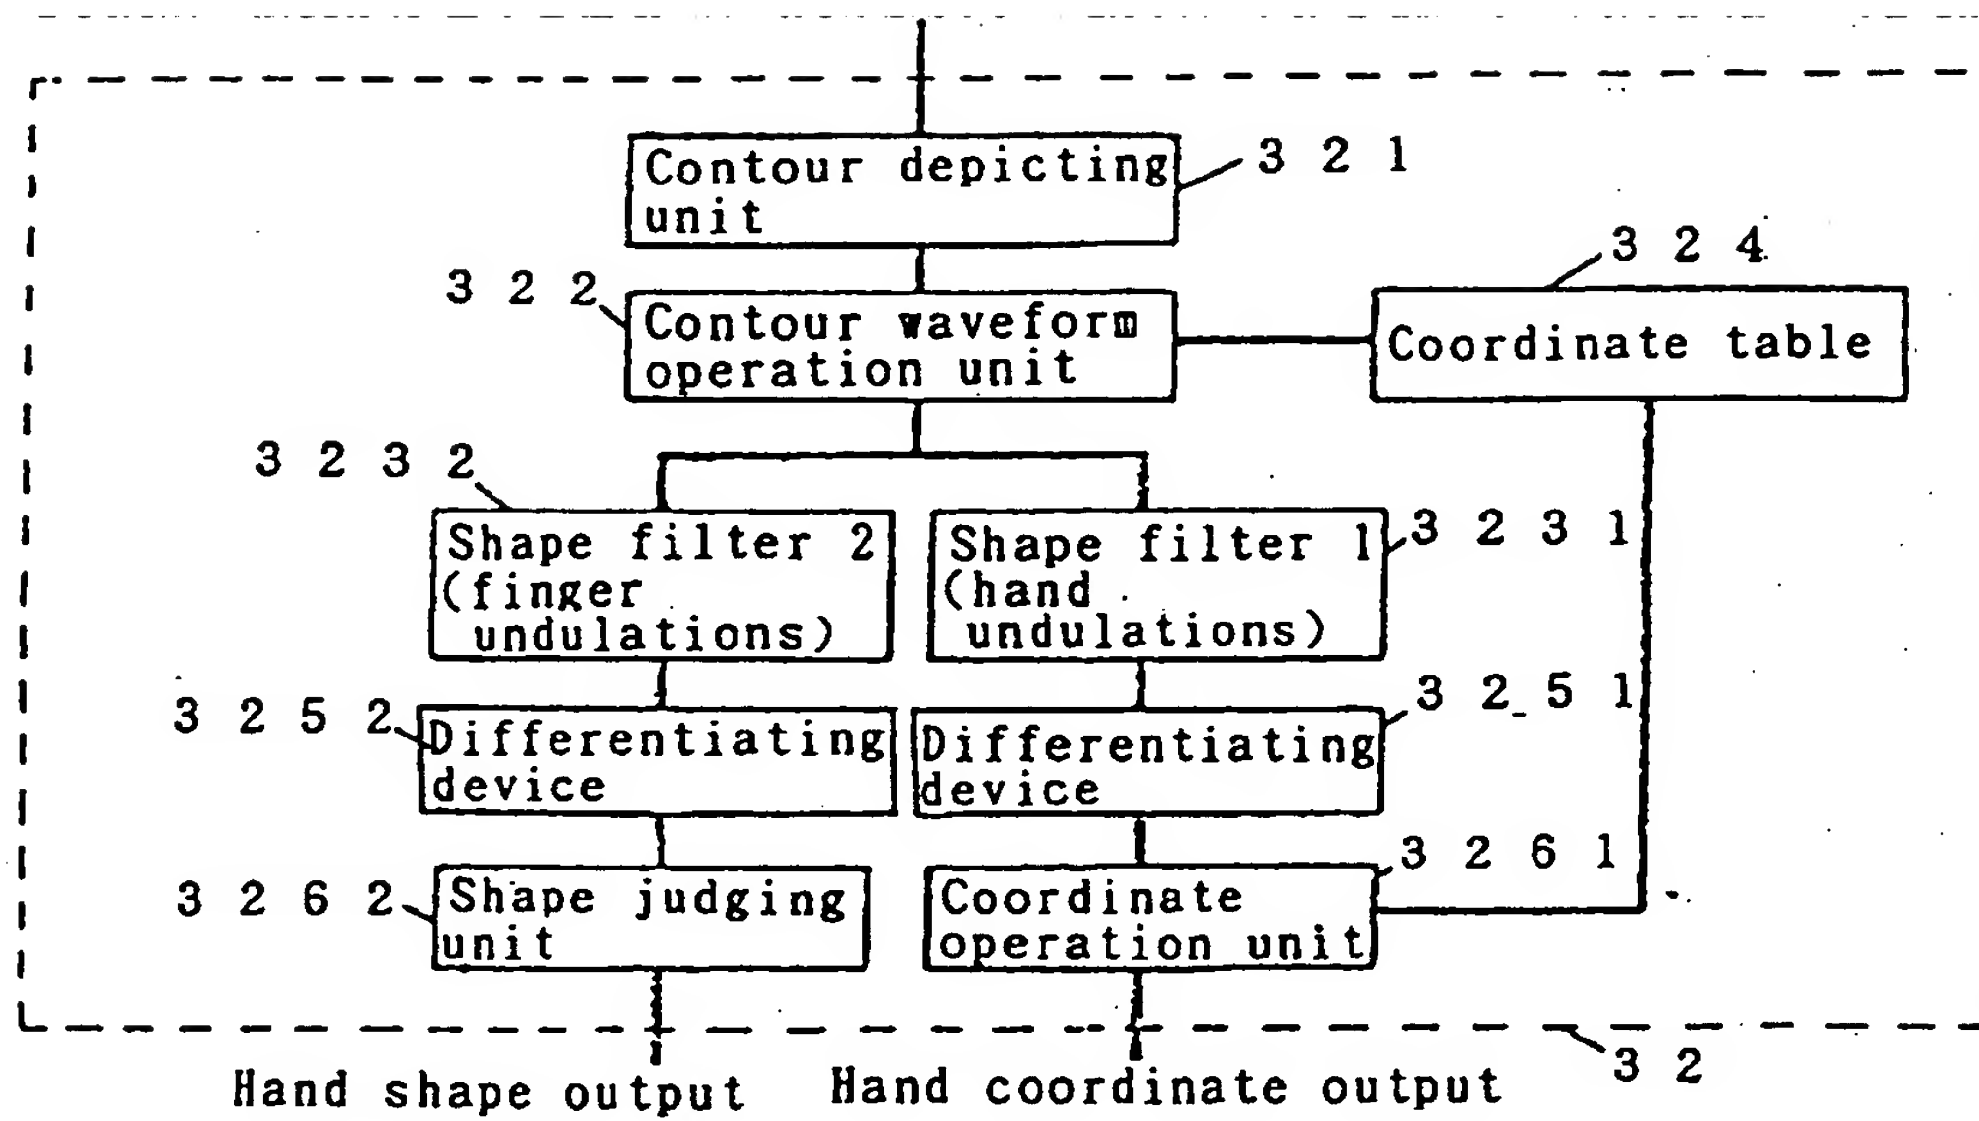 Contour depicting
unit
3 2 1
3 2 4
3 2 2
Contour waveform
operation unit
Coordinate table
3 2 3 2
Shape filter 2
(finger
undulations)
Shape filter 1
(hand
undulations)
3 2 3 1
3 2 5 2
Differentiating
device
Differentiating
device
3 2 5 1
3 2 6 2
Shape judging
unit
Coordinate
operation unit
3 2 6 1
3 2
Hand shape output
Hand coordinate output